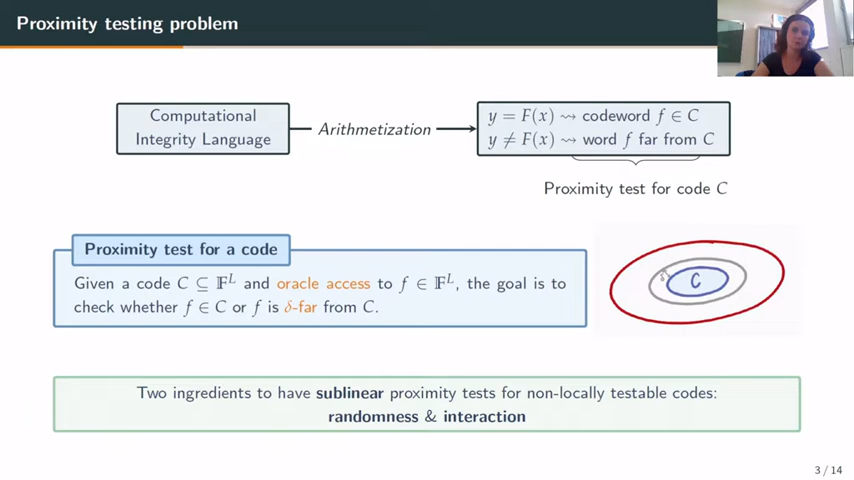 Proximity testing problem
Computational
Integrity Language
Arithmetization
y = F(x) ⇝ codeword f ∈ C
y ≠ F(x) ⇝ word f far from C
Proximity test for code C
Proximity test for a code
Given a code C ⊆ 𝔽^L and oracle access to f ∈ 𝔽^L, the goal is to
check whether f ∈ C or f is δ-far from C.
δ
C
Two ingredients to have sublinear proximity tests for non-locally testable codes:
randomness & interaction
3 / 14